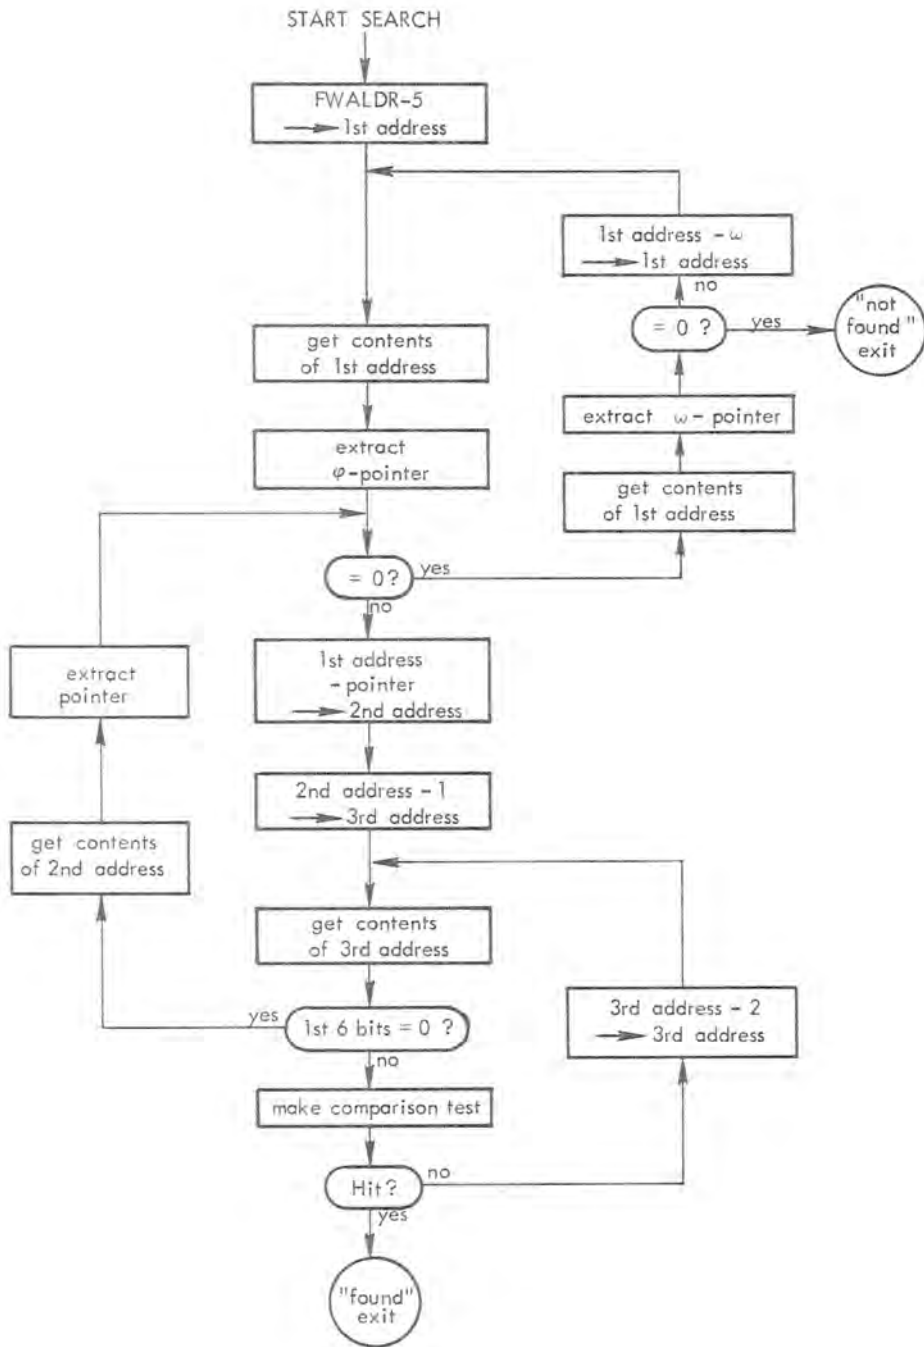 START SEARCH
FWALDR-5
⟶ 1st address
1st address - ω
⟶ 1st address
no
= 0 ?
yes
"not
found"
exit
get contents
of 1st address
extract ω - pointer
extract
φ-pointer
get contents
of 1st address
= 0?
yes
no
1st address
- pointer
⟶ 2nd address
extract
pointer
2nd address - 1
⟶ 3rd address
get contents
of 2nd address
get contents
of 3rd address
yes
1st 6 bits = 0 ?
no
3rd address - 2
⟶ 3rd address
make comparison test
Hit?
no
yes
"found"
exit